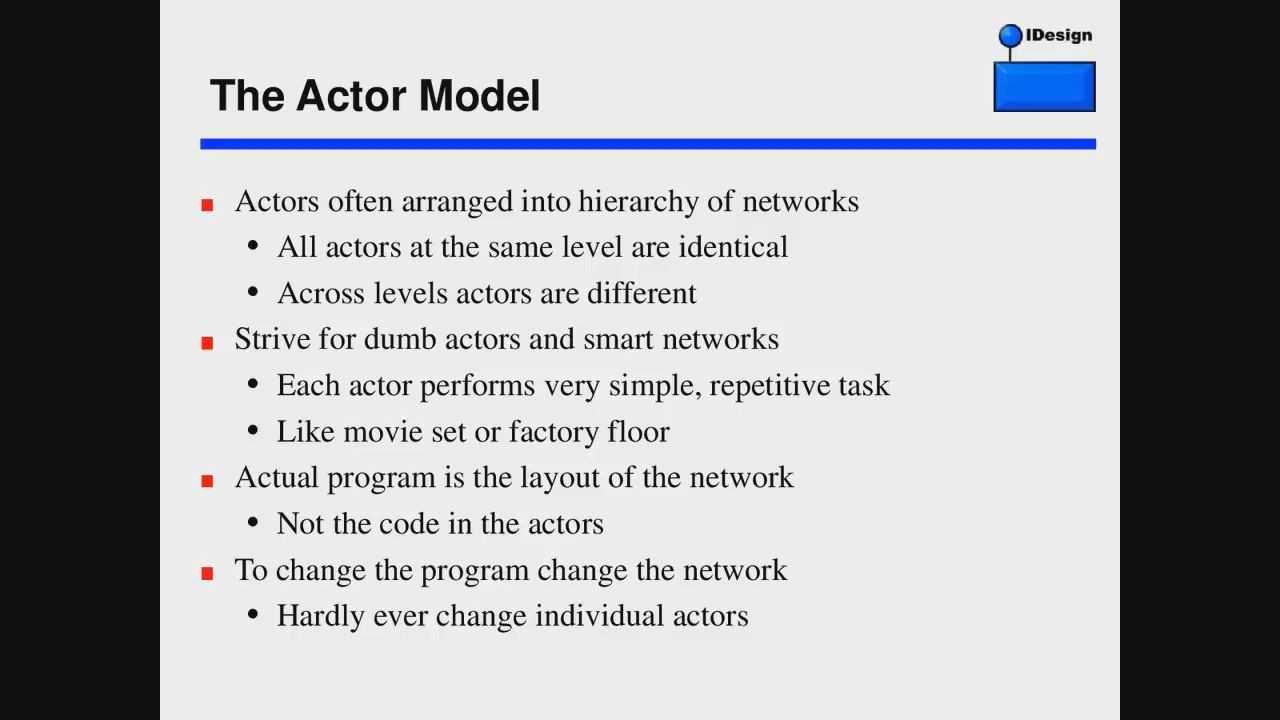 IDesign
The Actor Model
Actors often arranged into hierarchy of networks
All actors at the same level are identical
Across levels actors are different
Strive for dumb actors and smart networks
Each actor performs very simple, repetitive task
Like movie set or factory floor
Actual program is the layout of the network
Not the code in the actors
To change the program change the network
Hardly ever change individual actors